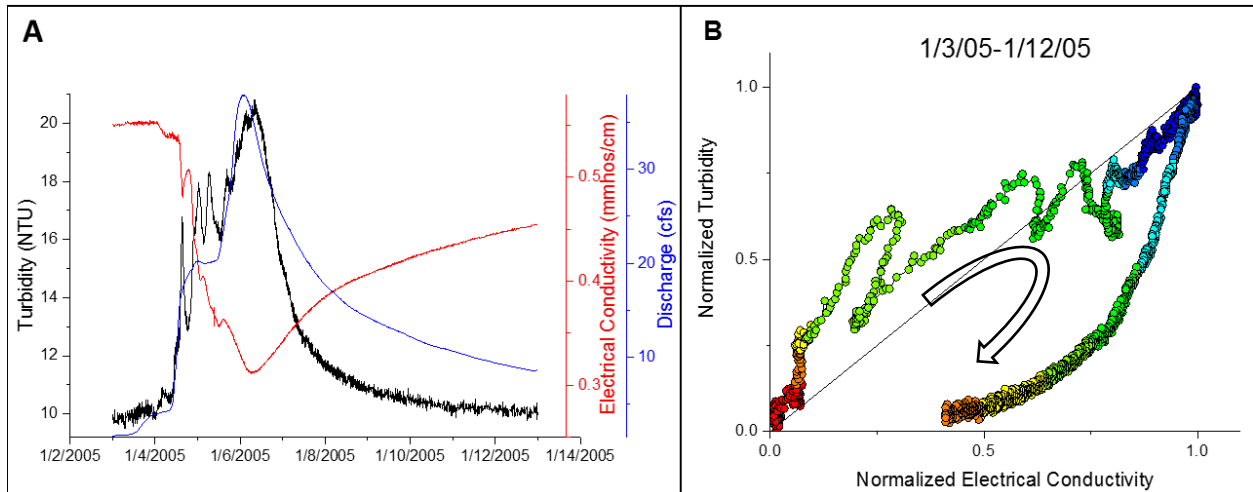 A
Turbidity (NTU)
20
18
16
14
12
10
0.5
0.4
0.3
Electrical Conductivity (mmhos/cm)
30
20
10
Discharge (cfs)
1/2/2005 1/4/2005 1/6/2005 1/8/2005 1/10/2005 1/12/2005 1/14/2005
B
1/3/05-1/12/05
Normalized Turbidity
1.0
0.5
0.0
0.0 0.5 1.0
Normalized Electrical Conductivity